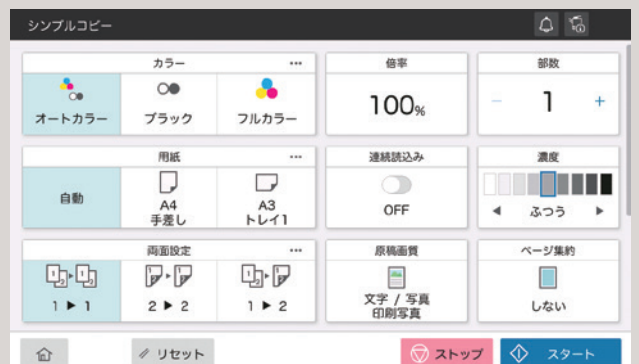 シンプルコピー
カラー
オートカラー
ブラック
フルカラー
倍率
100%
部数
− 1 +
用紙
自動
A4
手差し
A3
トレイ1
連続読込み
OFF
濃度
◀ ふつう ▶
両面設定
1 ▶ 1
2 ▶ 2
1 ▶ 2
原稿画質
文字 / 写真
印刷写真
ページ集約
しない
リセット
ストップ
スタート